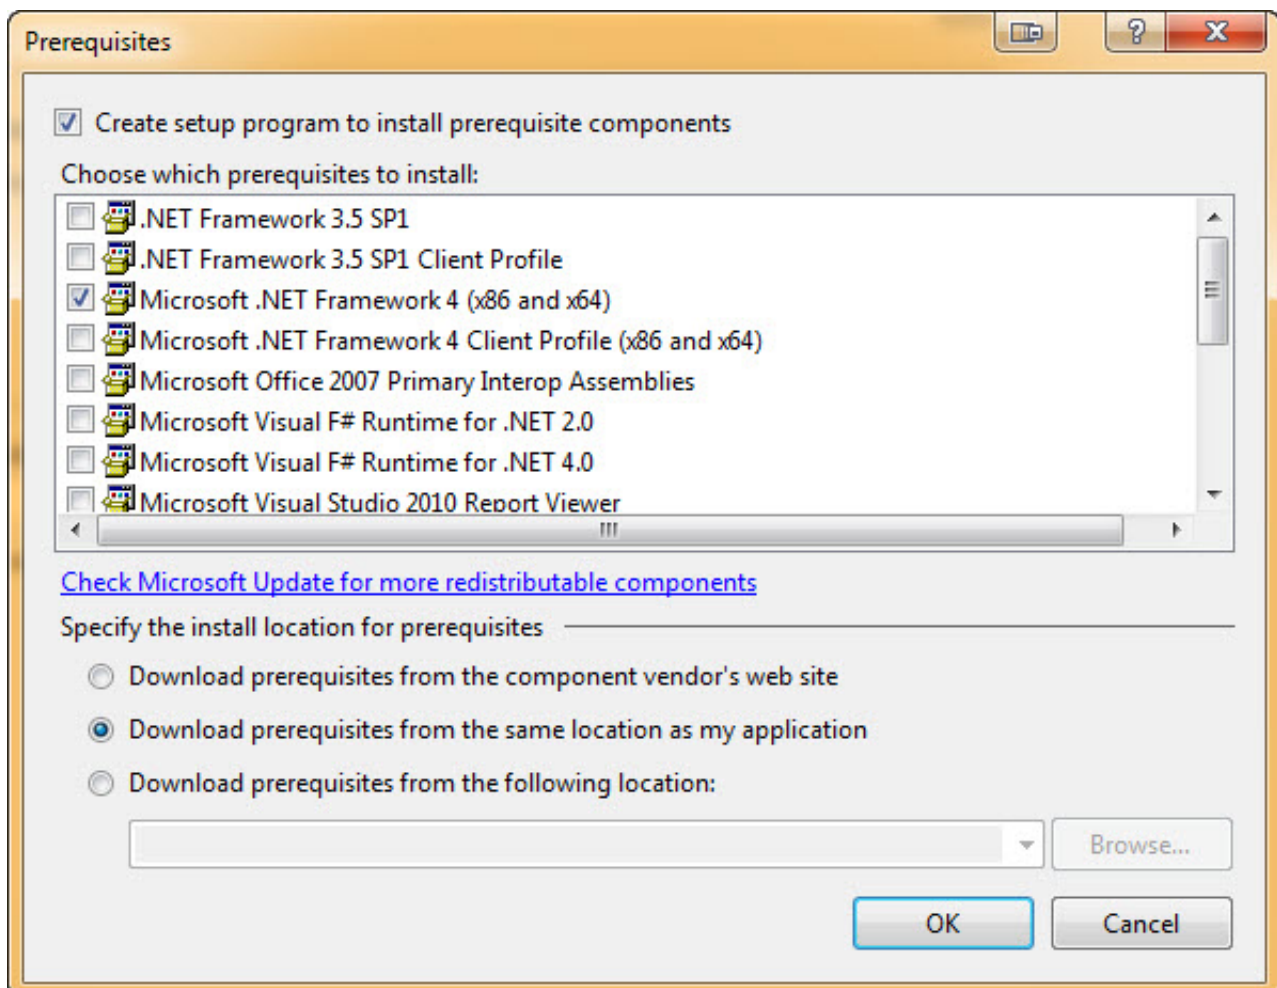 Prerequisites
Create setup program to install prerequisite components
Choose which prerequisites to install:
.NET Framework 3.5 SP1
.NET Framework 3.5 SP1 Client Profile
Microsoft .NET Framework 4 (x86 and x64)
Microsoft .NET Framework 4 Client Profile (x86 and x64)
Microsoft Office 2007 Primary Interop Assemblies
Microsoft Visual F# Runtime for .NET 2.0
Microsoft Visual F# Runtime for .NET 4.0
Microsoft Visual Studio 2010 Report Viewer
Check Microsoft Update for more redistributable components
Specify the install location for prerequisites
Download prerequisites from the component vendor's web site
Download prerequisites from the same location as my application
Download prerequisites from the following location:
Browse...
OK Cancel